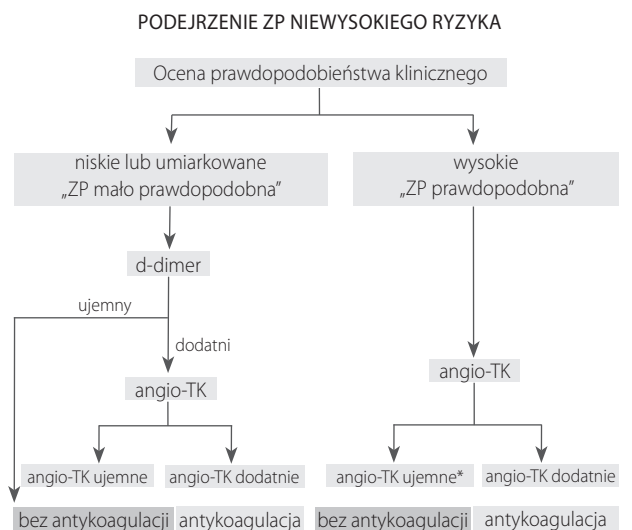 PODEJRZENIE ZP NIEWYSOKIEGO RYZYKA
Ocena prawdopodobieństwa klinicznego
niskie lub umiarkowane
„ZP mało prawdopodobna”
wysokie
„ZP prawdopodobna”
d-dimer
ujemny
dodatni
angio-TK
angio-TK
angio-TK ujemne
angio-TK dodatnie
angio-TK ujemne*
angio-TK dodatnie
bez antykoagulacji
antykoagulacja
bez antykoagulacji
antykoagulacja